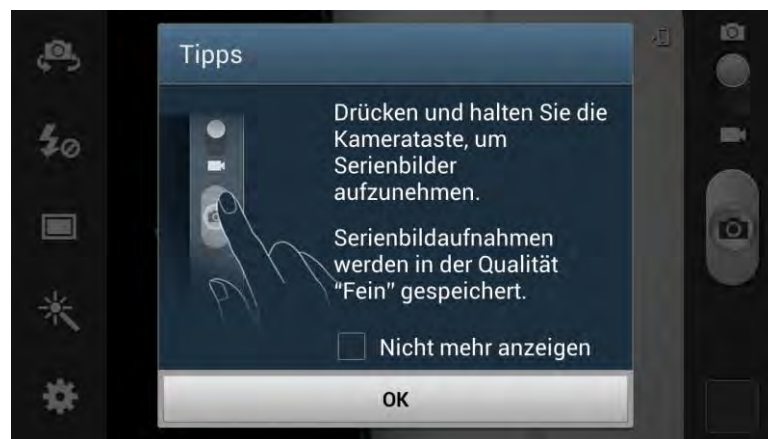 Tipps
Drücken und halten Sie die
Kamerataste, um
Serienbilder
aufzunehmen.
Serienbildaufnahmen
werden in der Qualität
“Fein” gespeichert.
Nicht mehr anzeigen
OK